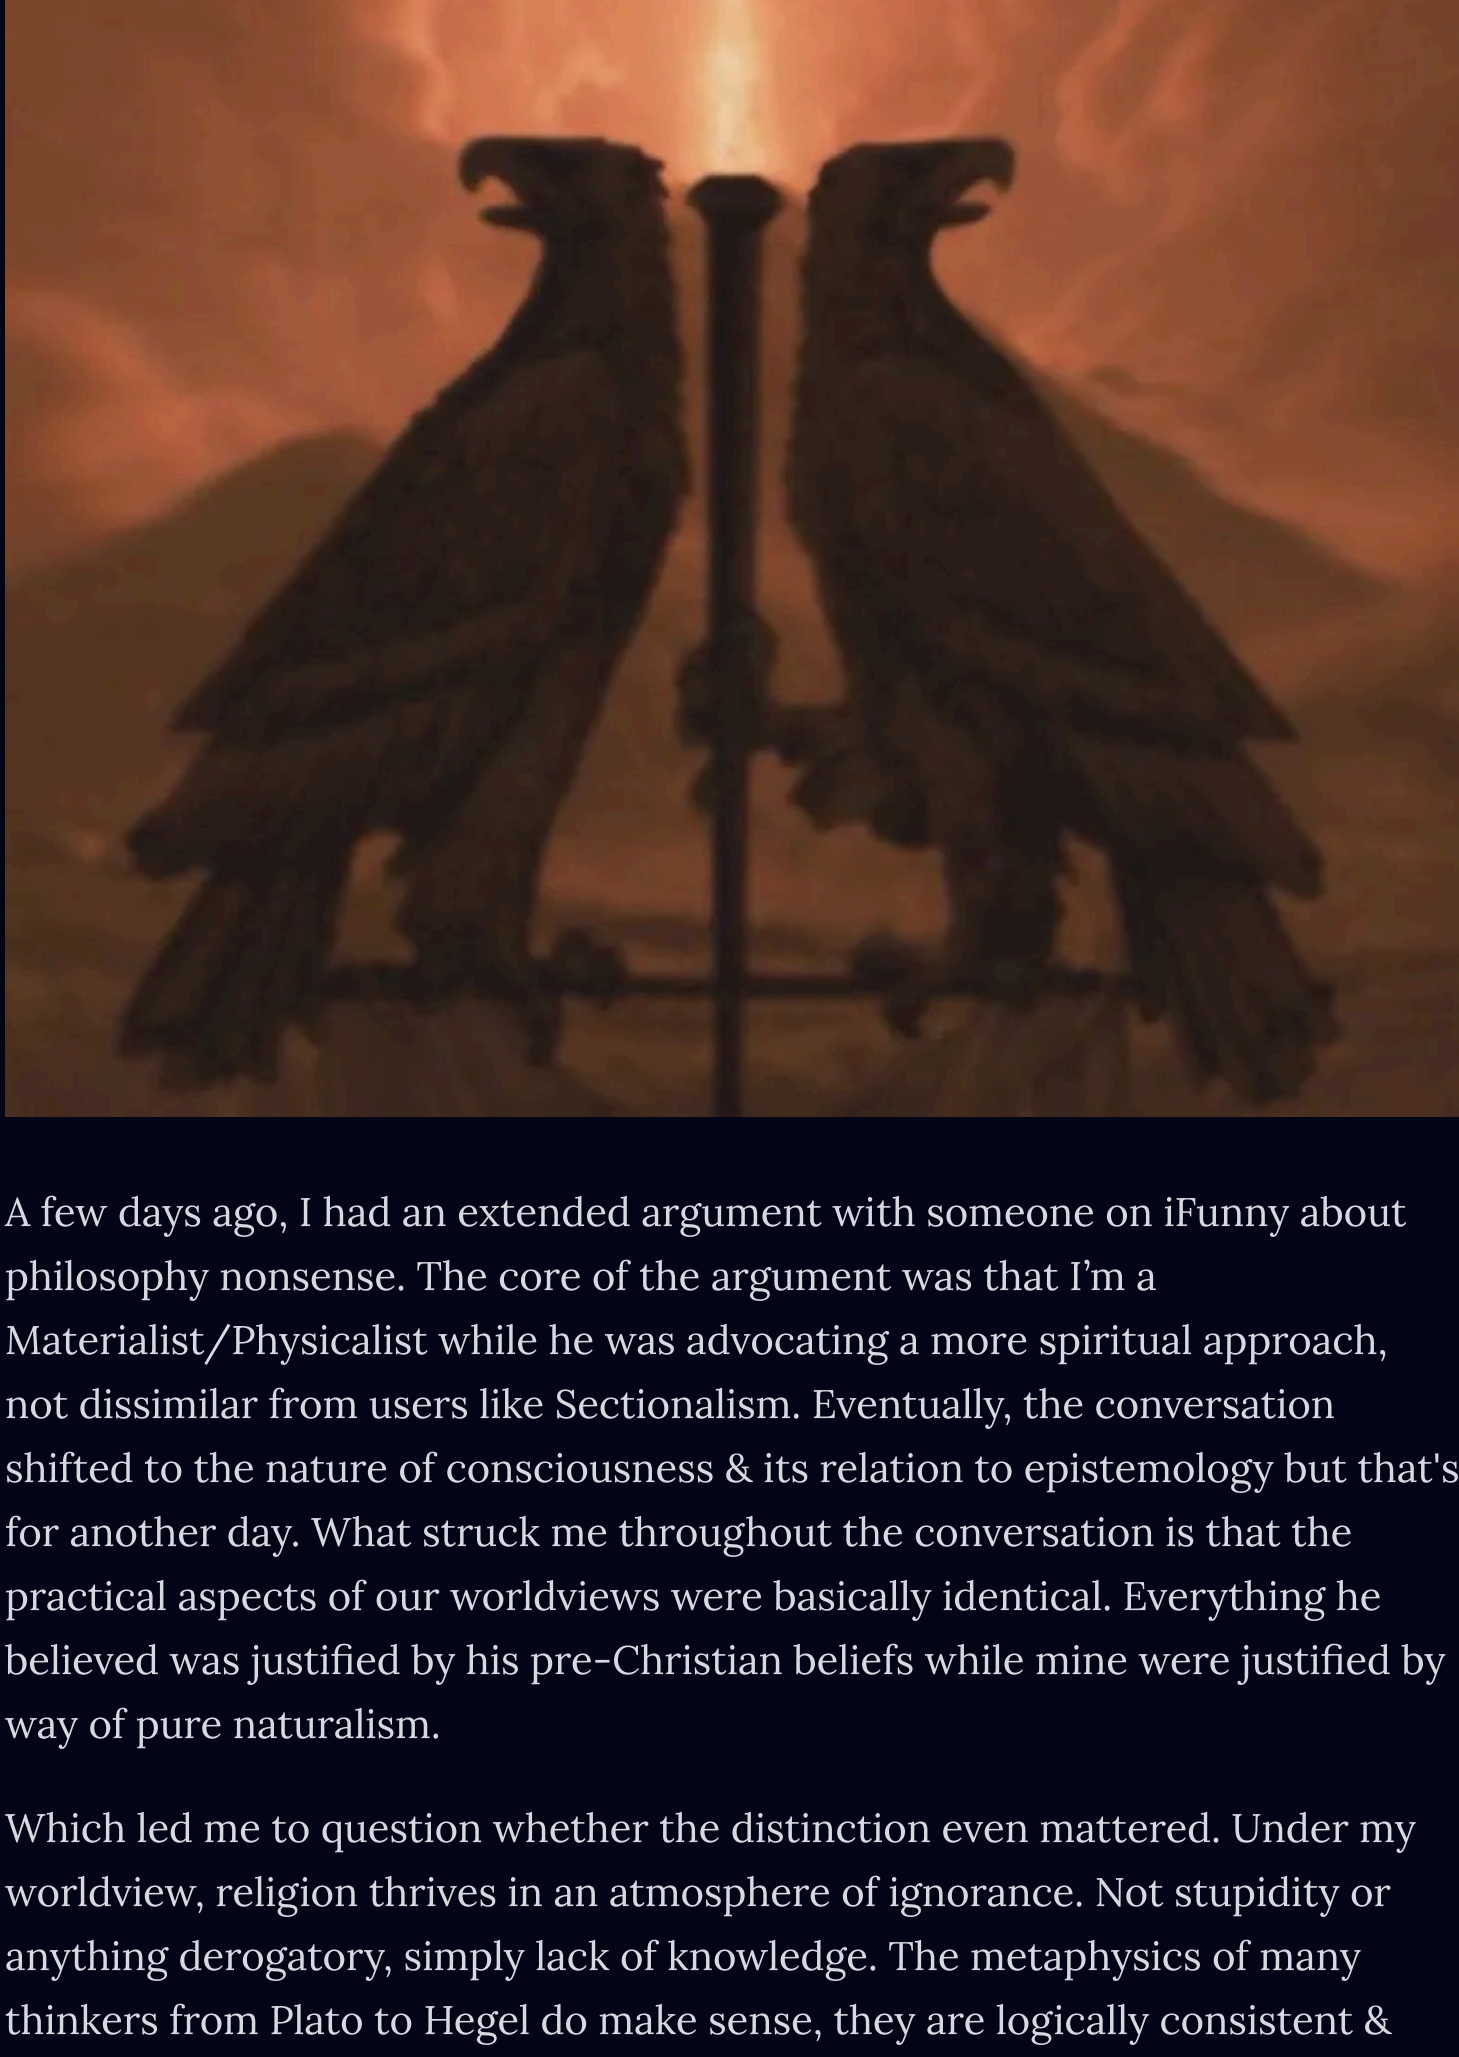 A few days ago, I had an extended argument with someone on iFunny about
philosophy nonsense. The core of the argument was that I’m a
Materialist/Physicalist while he was advocating a more spiritual approach,
not dissimilar from users like Sectionalism. Eventually, the conversation
shifted to the nature of consciousness & its relation to epistemology but that's
for another day. What struck me throughout the conversation is that the
practical aspects of our worldviews were basically identical. Everything he
believed was justified by his pre-Christian beliefs while mine were justified by
way of pure naturalism.
Which led me to question whether the distinction even mattered. Under my
worldview, religion thrives in an atmosphere of ignorance. Not stupidity or
anything derogatory, simply lack of knowledge. The metaphysics of many
thinkers from Plato to Hegel do make sense, they are logically consistent &